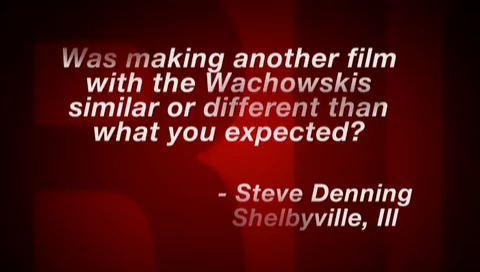 Was making another film
with the Wachowskis
similar or different than
what you expected?
- Steve Denning
Shelbyville, Ill